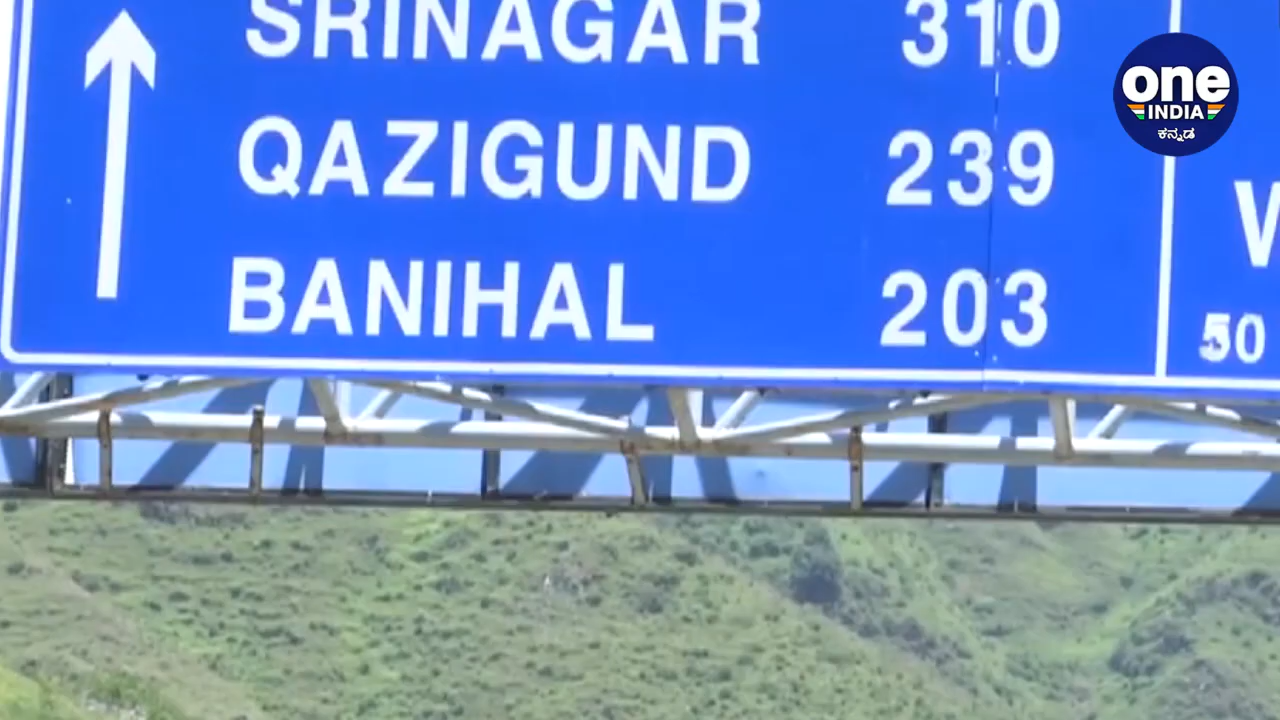 SRINAGAR 310
QAZIGUND 239
BANIHAL 203
50
one
INDIA
ಕನ್ನಡ